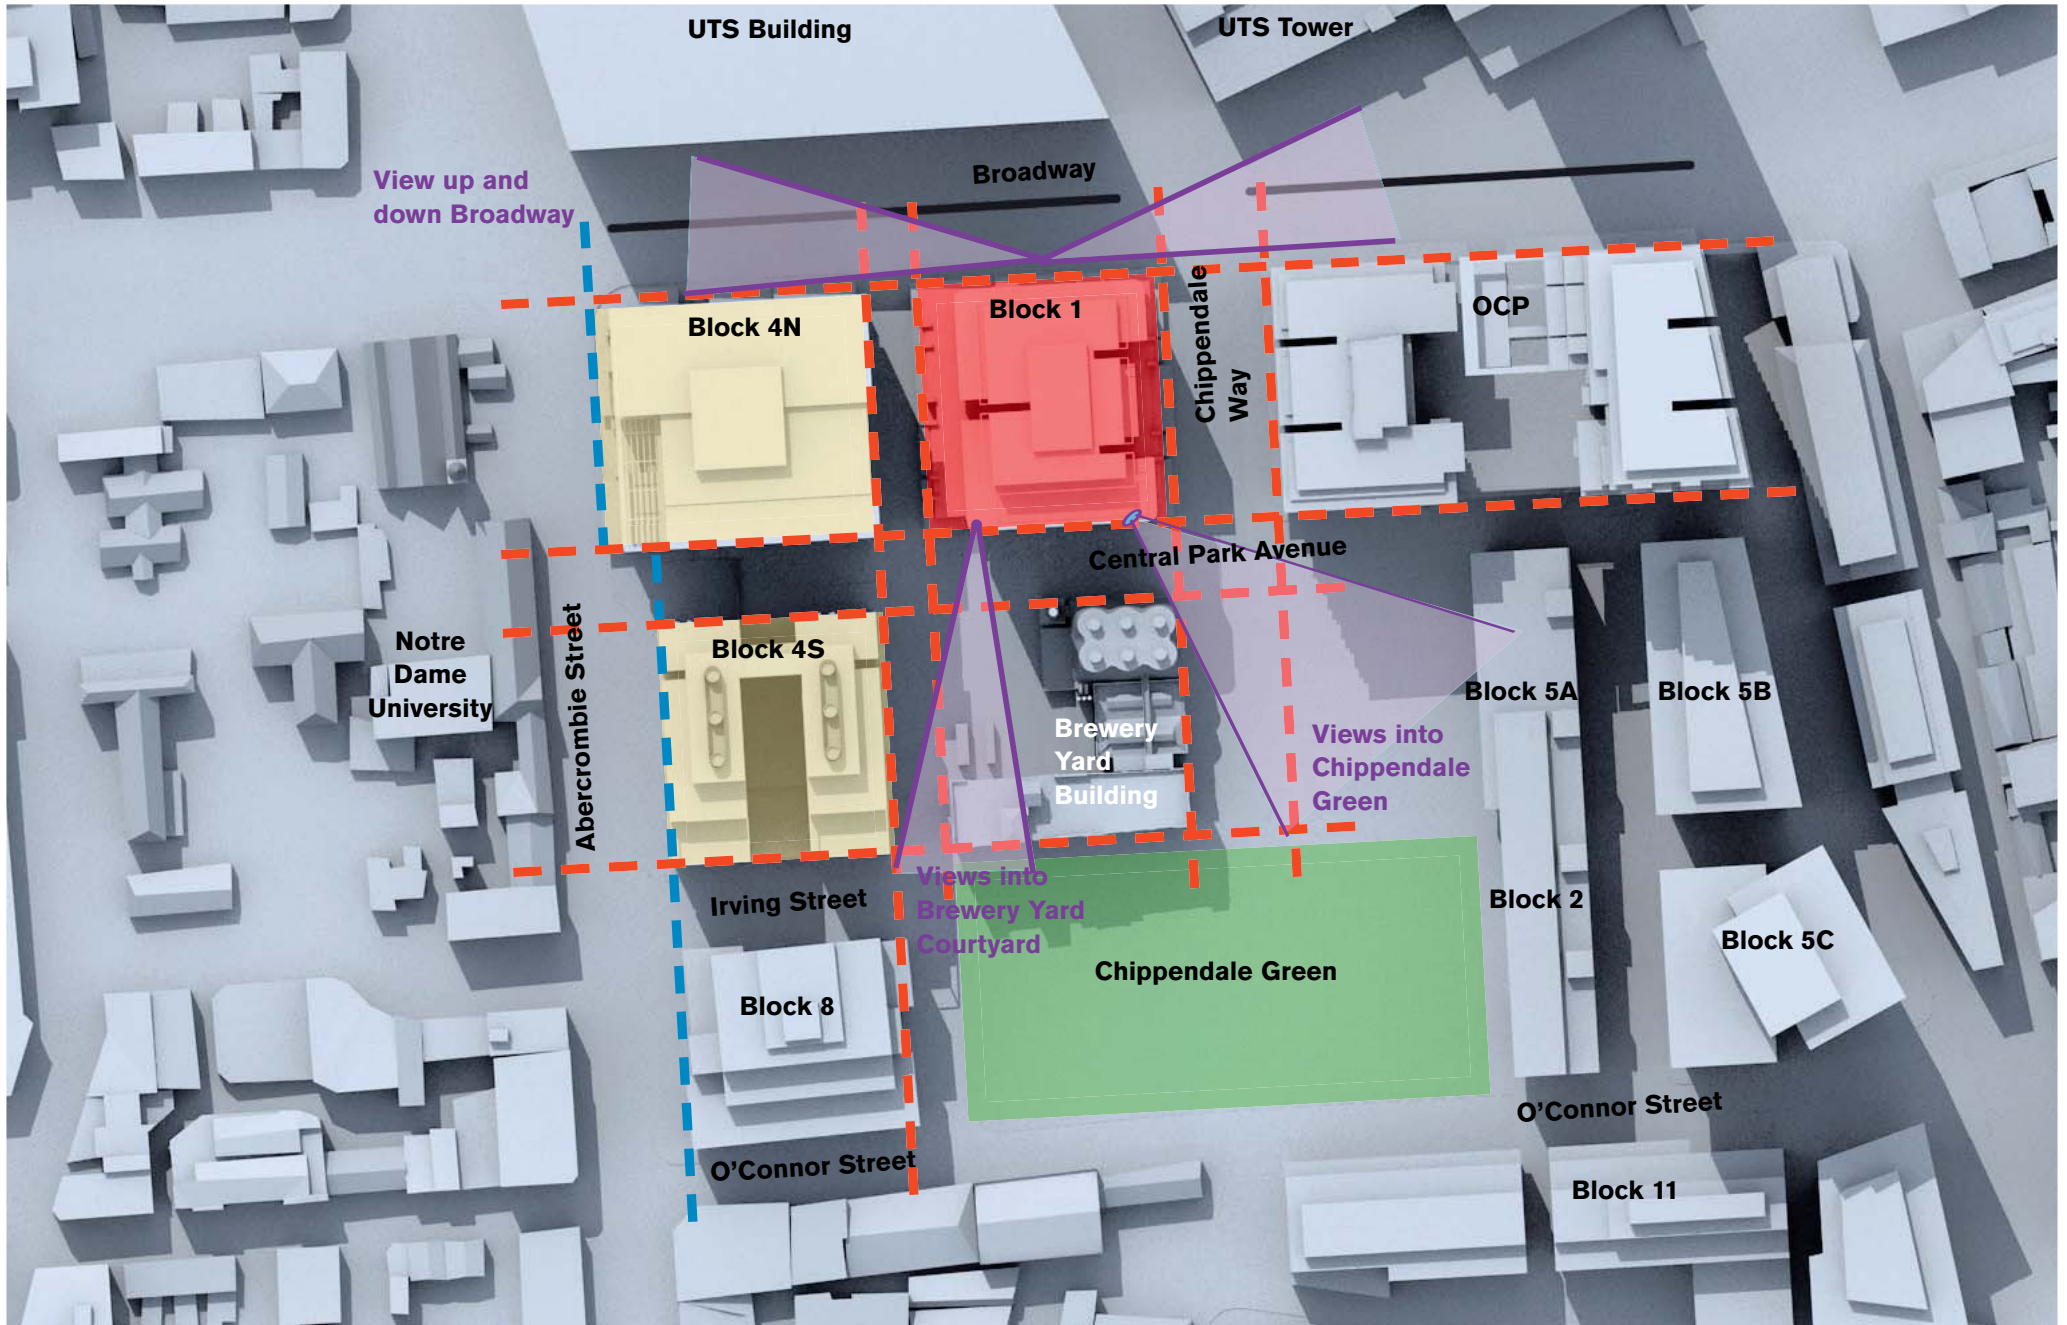 UTS Building
UTS Tower
Broadway
View up and
down Broadway
Block 4N
Block 1
Chippendale
Way
OCP
Central Park Avenue
Notre
Dame
University
Abercrombie Street
Block 4S
Brewery
Yard
Building
Views into
Chippendale
Green
Block 5A
Block 5B
Views into
Brewery Yard
Courtyard
Irving Street
Block 2
Block 5C
Chippendale Green
Block 8
O'Connor Street
O'Connor Street
Block 11